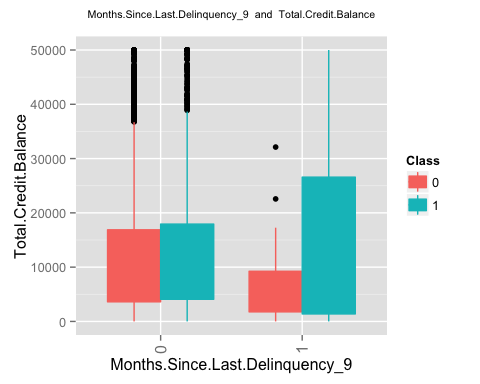 Months.Since.Last.Delinquency_9 and Total.Credit.Balance
50000
40000
30000
20000
10000
0
Total.Credit.Balance
0
1
Months.Since.Last.Delinquency_9
Class
0
1